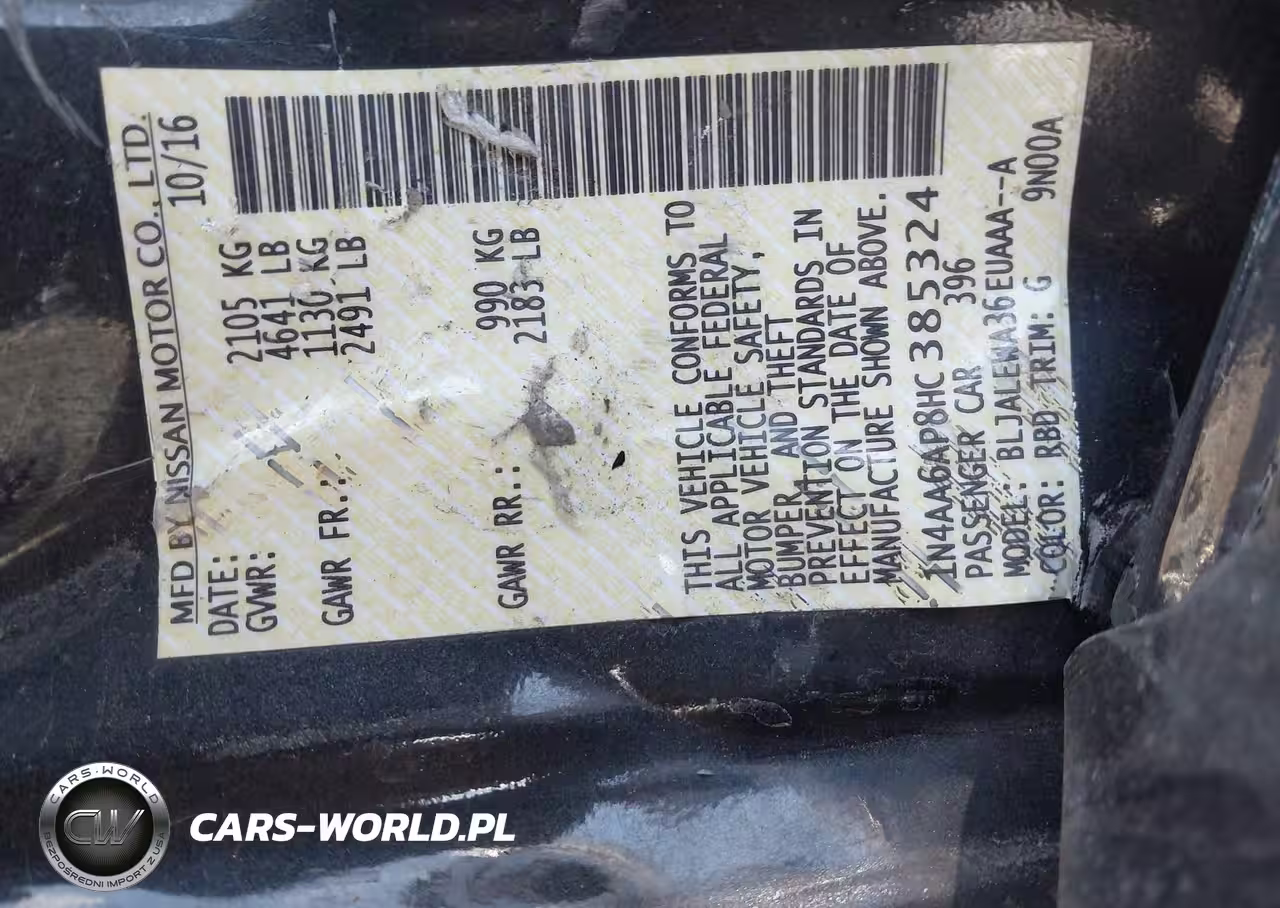 MFD BY NISSAN MOTOR CO., LTD.
DATE: 10/16
GVWR: 2105 KG
4641 LB
GAWR FR.: 1130 KG
2491 LB
GAWR RR.: 990 KG
2183 LB
THIS VEHICLE CONFORMS TO
ALL APPLICABLE FEDERAL
MOTOR VEHICLE SAFETY,
BUMPER AND THEFT
PREVENTION STANDARDS IN
EFFECT ON THE DATE OF
MANUFACTURE SHOWN ABOVE.
1N4AA6AP8HC385324
PASSENGER CAR 396
MODEL: BLJALEWA36EUAAA--A
COLOR: RBD TRIM: G 9N00A
CARS-WORLD
CW
BEZPOŚREDNI IMPORT Z USA
CARS-WORLD.PL